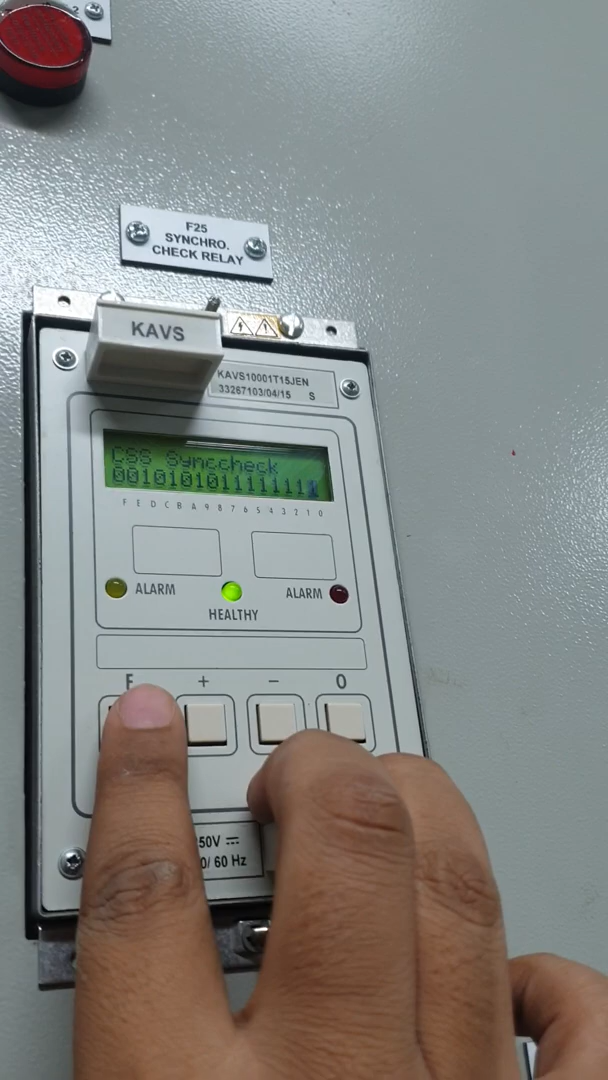 2
F25
SYNCHRO.
CHECK RELAY
KAVS
KAVS10001T15JEN
33267103/04/15 S
CSS Synccheck
0010101011111111
F E D C B A 9 8 7 6 5 4 3 2 1 0
ALARM
HEALTHY
ALARM
F + − 0
50V
0/ 60 Hz